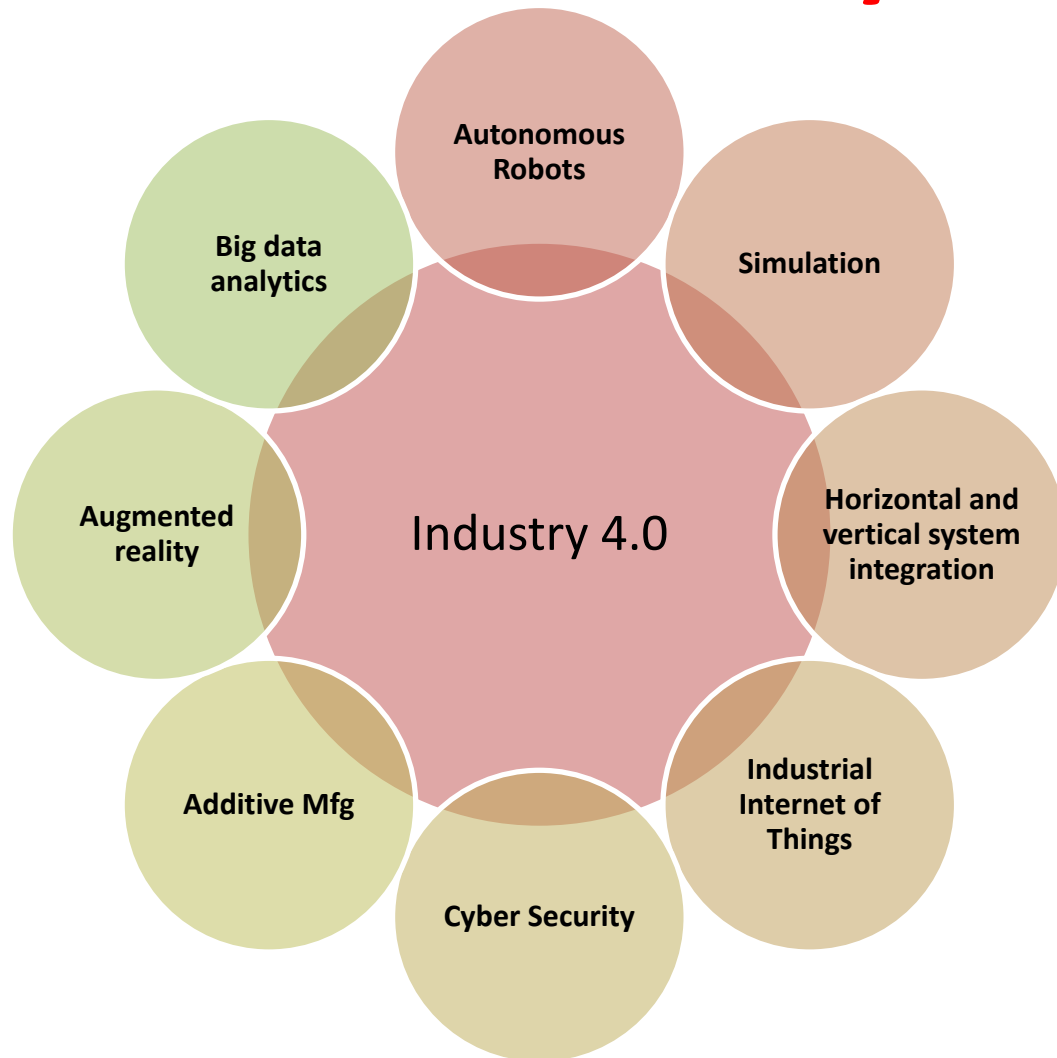 Autonomous
Robots
Simulation
Horizontal and
vertical system
integration
Industrial
Internet of
Things
Cyber Security
Additive Mfg
Augmented
reality
Big data
analytics
Industry 4.0